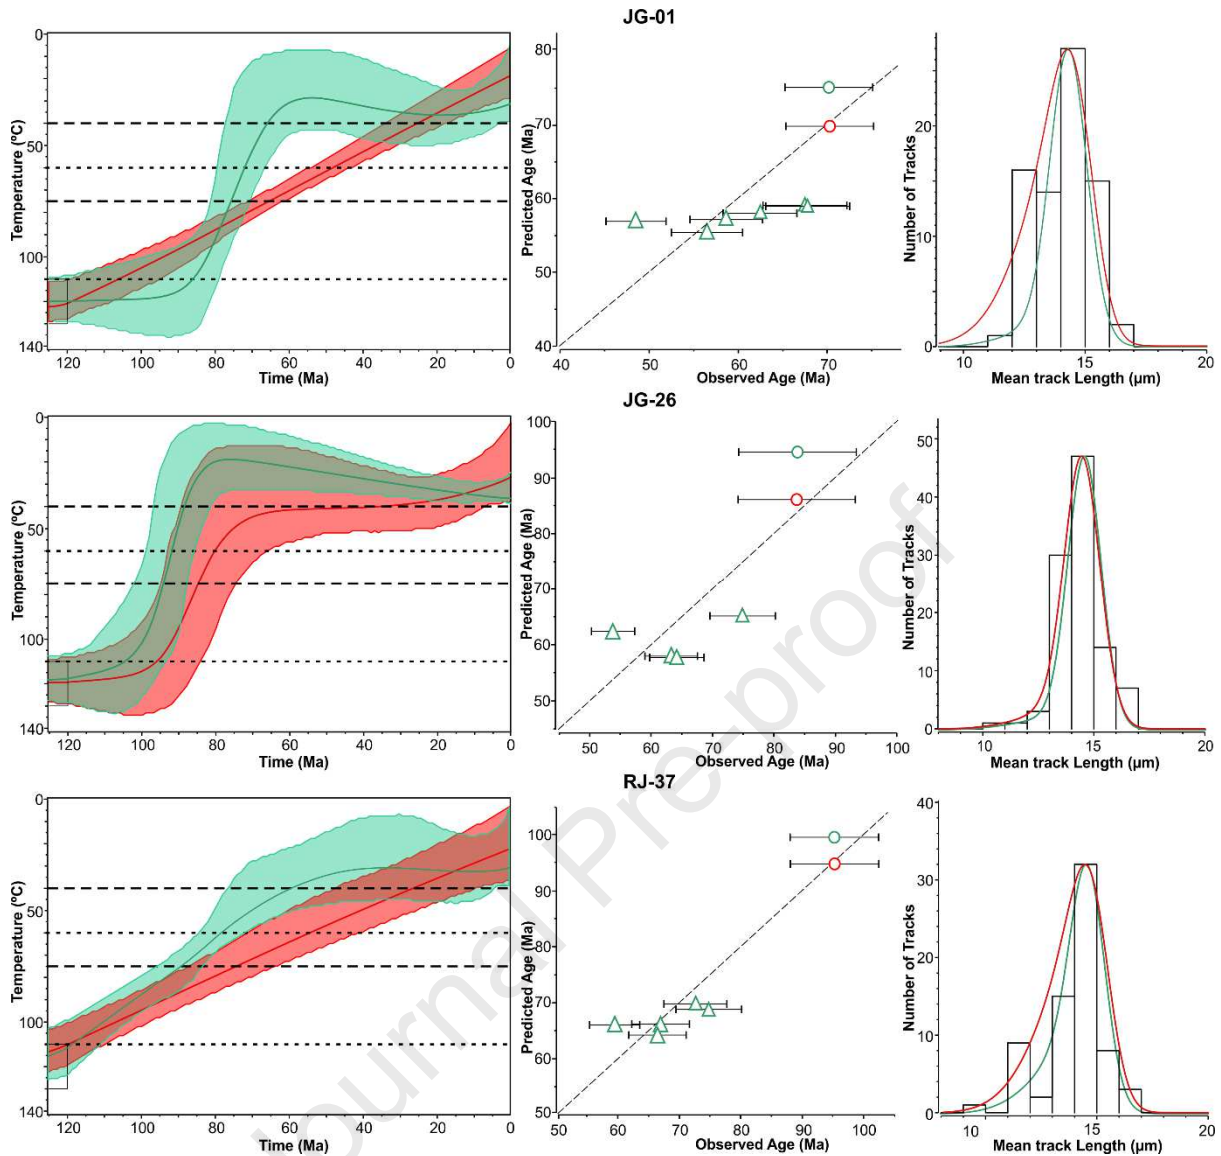 JG-01
0
50
100
140
Temperature (ºC)
120 100 80 60 40 20 0
Time (Ma)
80
70
60
50
40
Predicted Age (Ma)
40 50 60 70
Observed Age (Ma)
20
10
0
Number of Tracks
10 15 20
Mean track Length (µm)
JG-26
0
50
100
140
Temperature (ºC)
120 100 80 60 40 20 0
Time (Ma)
100
90
80
70
60
50
Predicted Age (Ma)
50 60 70 80 90 100
Observed Age (Ma)
50
40
30
20
10
0
Number of Tracks
10 15 20
Mean track Length (µm)
RJ-37
0
50
100
140
Temperature (ºC)
120 100 80 60 40 20 0
Time (Ma)
100
90
80
70
60
50
Predicted Age (Ma)
50 60 70 80 90 100
Observed Age (Ma)
40
30
20
10
0
Number of Tracks
10 15 20
Mean track Length (µm)
Journal Pre-proof